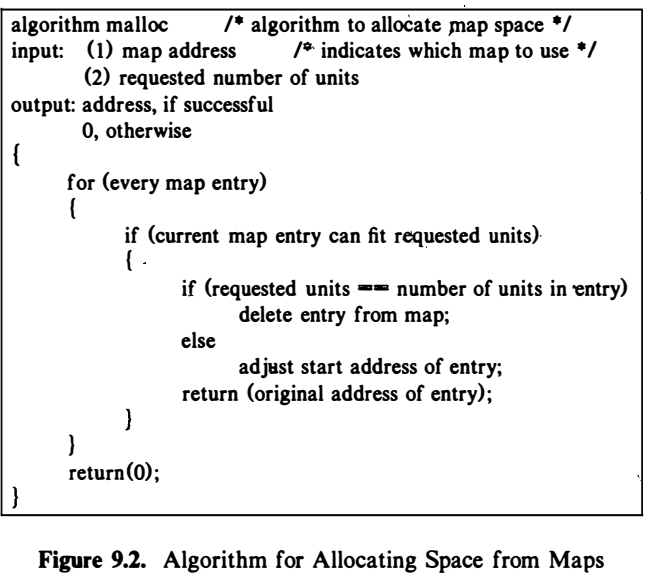 algorithm malloc /* algorithm to allocate map space */
input: (1) map address /* indicates which map to use */
(2) requested number of units
output: address, if successful
0, otherwise
{
for (every map entry)
{
if (current map entry can fit requested units)
{
if (requested units == number of units in entry)
delete entry from map;
else
adjust start address of entry;
return (original address of entry);
}
}
return(0);
}
Figure 9.2. Algorithm for Allocating Space from Maps